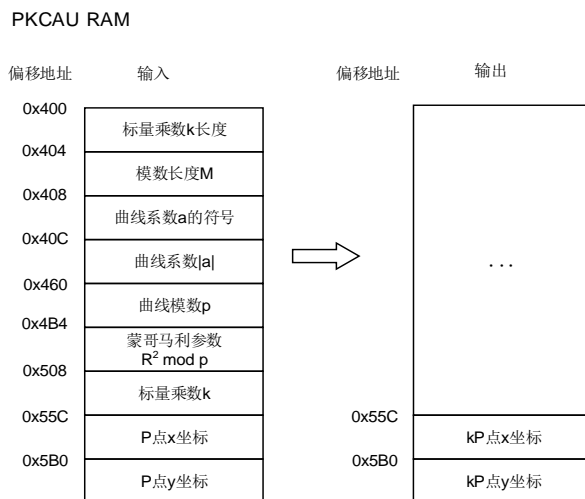 PKCAU RAM
偏移地址 输入 偏移地址 输出
0x400
标量乘数k长度
0x404
模数长度M
0x408
曲线系数a的符号
0x40C
曲线系数|a|
0x460
曲线模数p
0x4B4
蒙哥马利参数
R² mod p
0x508
标量乘数k
0x55C
P点x坐标
0x5B0
P点y坐标
...
0x55C
kP点x坐标
0x5B0
kP点y坐标